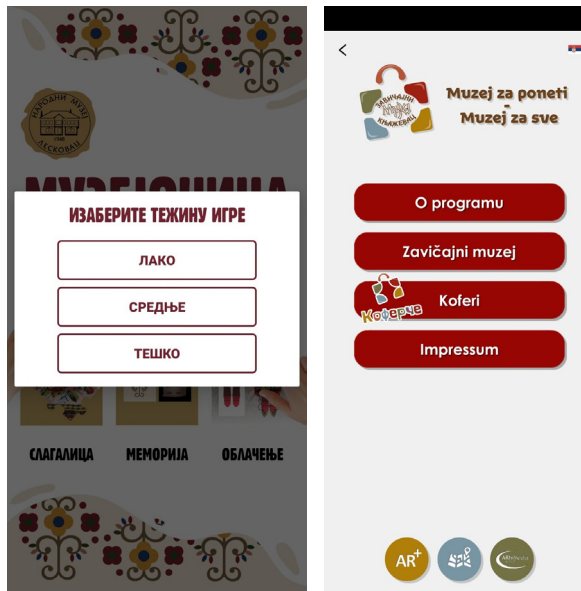 НАРОДНИ МУЗЕЈ
1948
ЛЕСКОВАЦ
МУЗЕЈОНИЦА
ИЗАБЕРИТЕ ТЕЖИНУ ИГРЕ
ЛАКО
СРЕДЊЕ
ТЕШКО
СЛАГАЛИЦА
МЕМОРИЈА
ОБЛАЧЕЊЕ
ЗАВИЧАЈНИ
Музеј
КЊАЖЕВАЦ
Muzej za poneti
-
Muzej za sve
O programu
Zavičajni muzej
Коферче
Koferi
Impressum
AR+